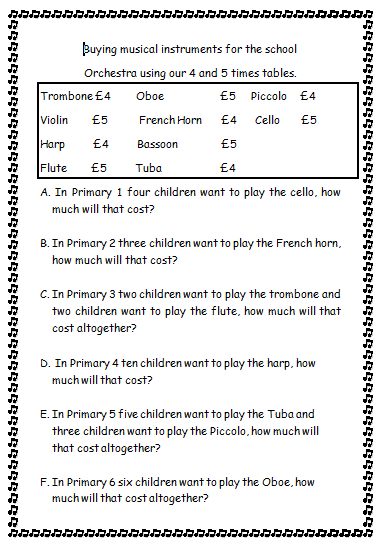 Buying musical instruments for the school
Orchestra using our 4 and 5 times tables.
Trombone £4 Oboe £5 Piccolo £4
Violin £5 French Horn £4 Cello £5
Harp £4 Bassoon £5
Flute £5 Tuba £4
A. In Primary 1 four children want to play the cello, how
much will that cost?
B. In Primary 2 three children want to play the French horn,
how much will that cost?
C. In Primary 3 two children want to play the trombone and
two children want to play the flute, how much will that
cost altogether?
D. In Primary 4 ten children want to play the harp, how
much will that cost?
E. In Primary 5 five children want to play the Tuba and
three children want to play the Piccolo, how much will
that cost altogether?
F. In Primary 6 six children want to play the Oboe, how
much will that cost altogether?